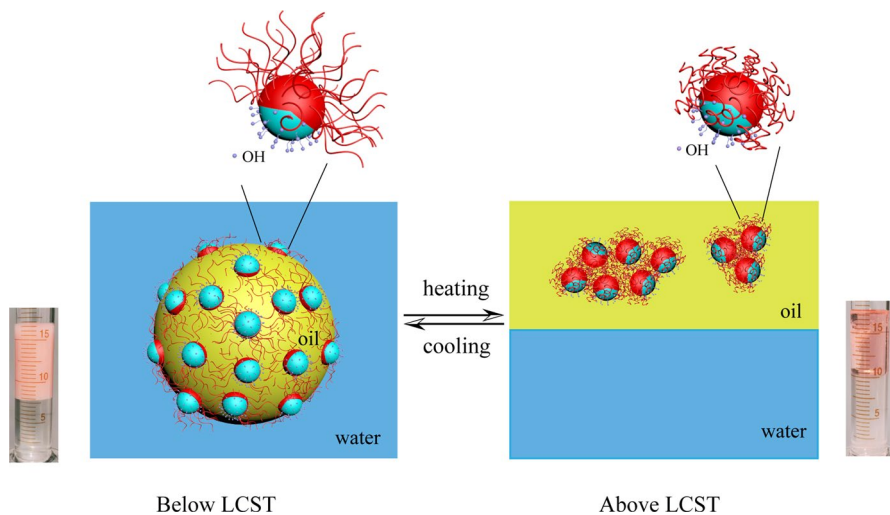 OH
OH
oil
water
heating
cooling
oil
water
15
10
5
15
10
5
Below LCST
Above LCST